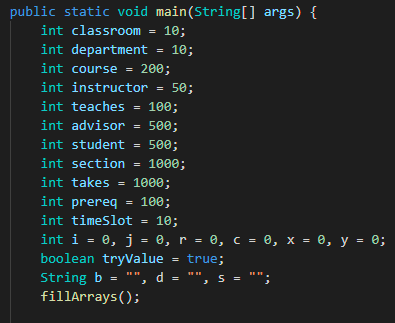 public static void main(String[] args) {
int classroom = 10;
int department = 10;
int course = 200;
int instructor = 50;
int teaches = 100;
int advisor = 500;
int student = 500;
int section = 1000;
int takes = 1000;
int prereq = 100;
int timeSlot = 10;
int i = 0, j = 0, r = 0, c = 0, x = 0, y = 0;
boolean tryValue = true;
String b = "", d = "", s = "";
fillArrays();